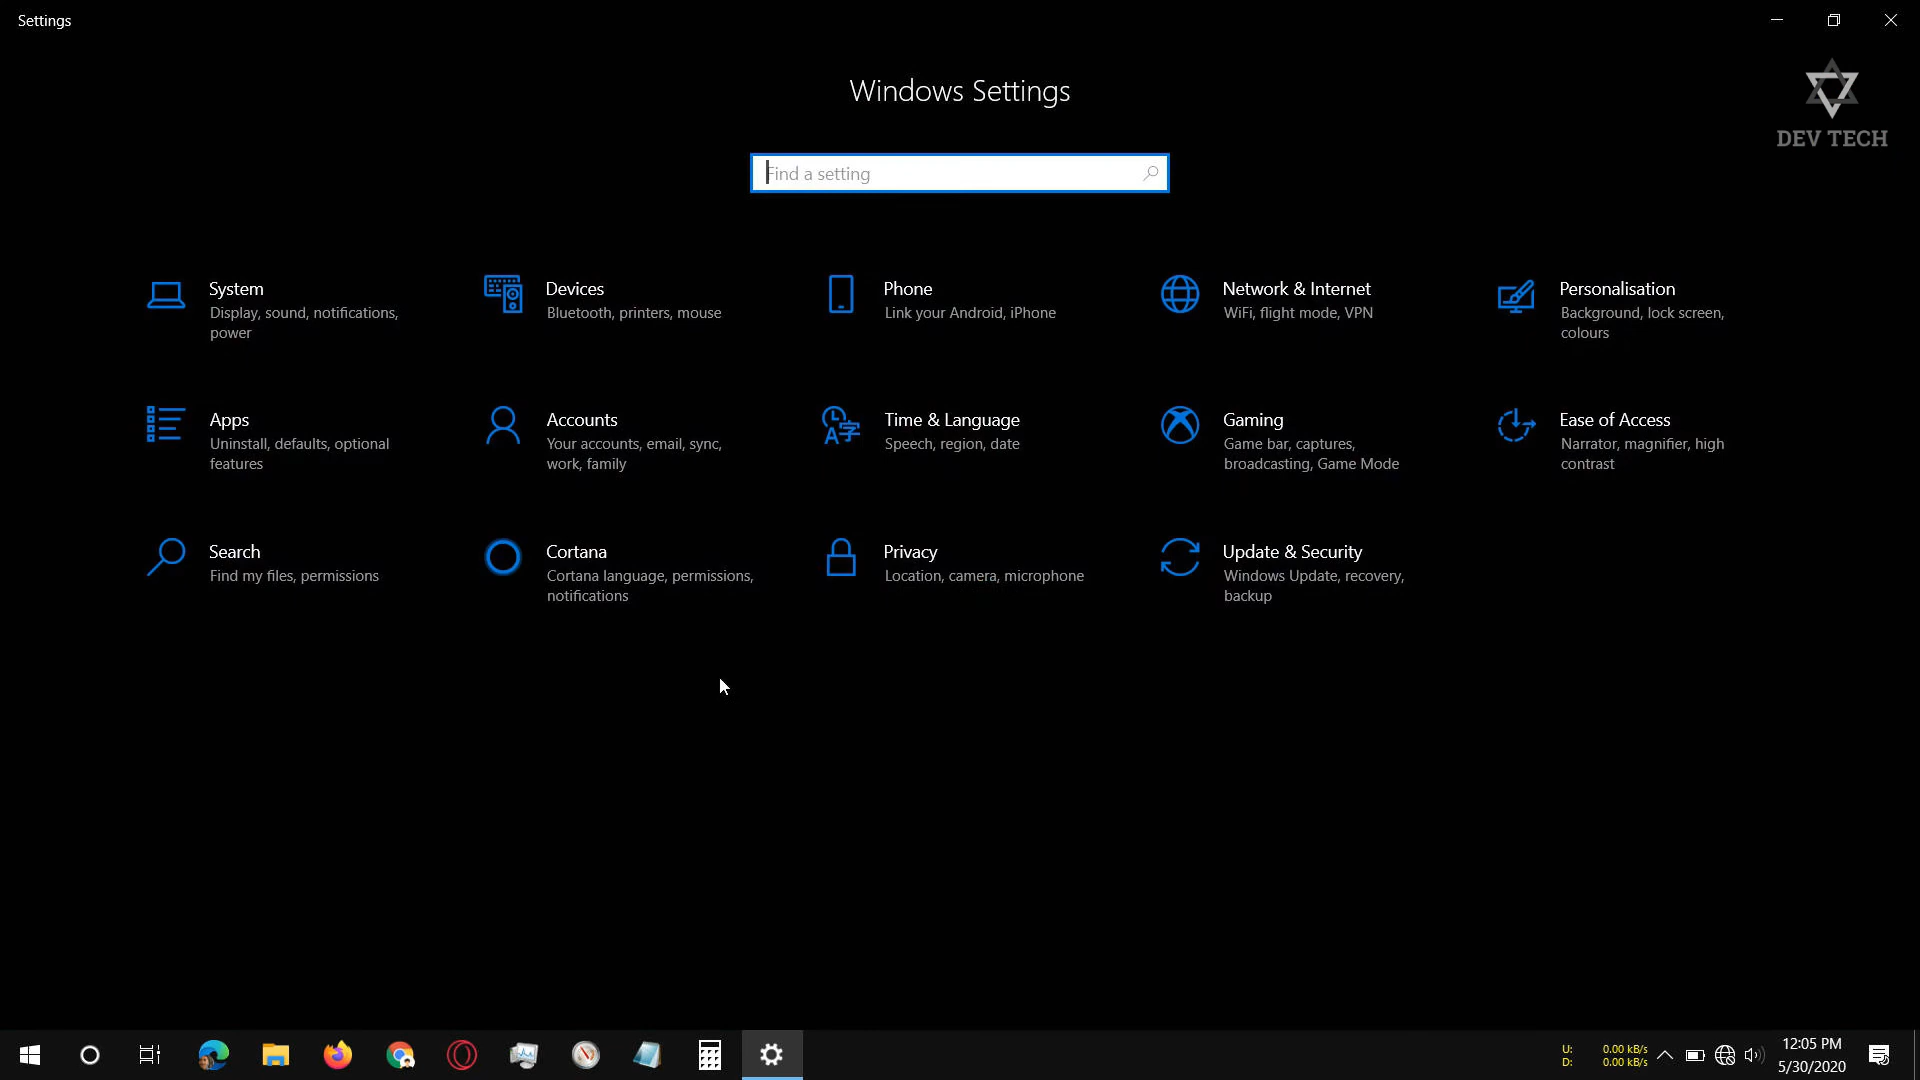 Settings
DEV TECH
Windows Settings
Find a setting
System
Display, sound, notifications,
power
Devices
Bluetooth, printers, mouse
Phone
Link your Android, iPhone
Network & Internet
WiFi, flight mode, VPN
Personalisation
Background, lock screen,
colours
Apps
Uninstall, defaults, optional
features
Accounts
Your accounts, email, sync,
work, family
Time & Language
Speech, region, date
Gaming
Game bar, captures,
broadcasting, Game Mode
Ease of Access
Narrator, magnifier, high
contrast
Search
Find my files, permissions
Cortana
Cortana language, permissions,
notifications
Privacy
Location, camera, microphone
Update & Security
Windows Update, recovery,
backup
U: 0.00 kB/s
D: 0.00 kB/s
12:05 PM
5/30/2020